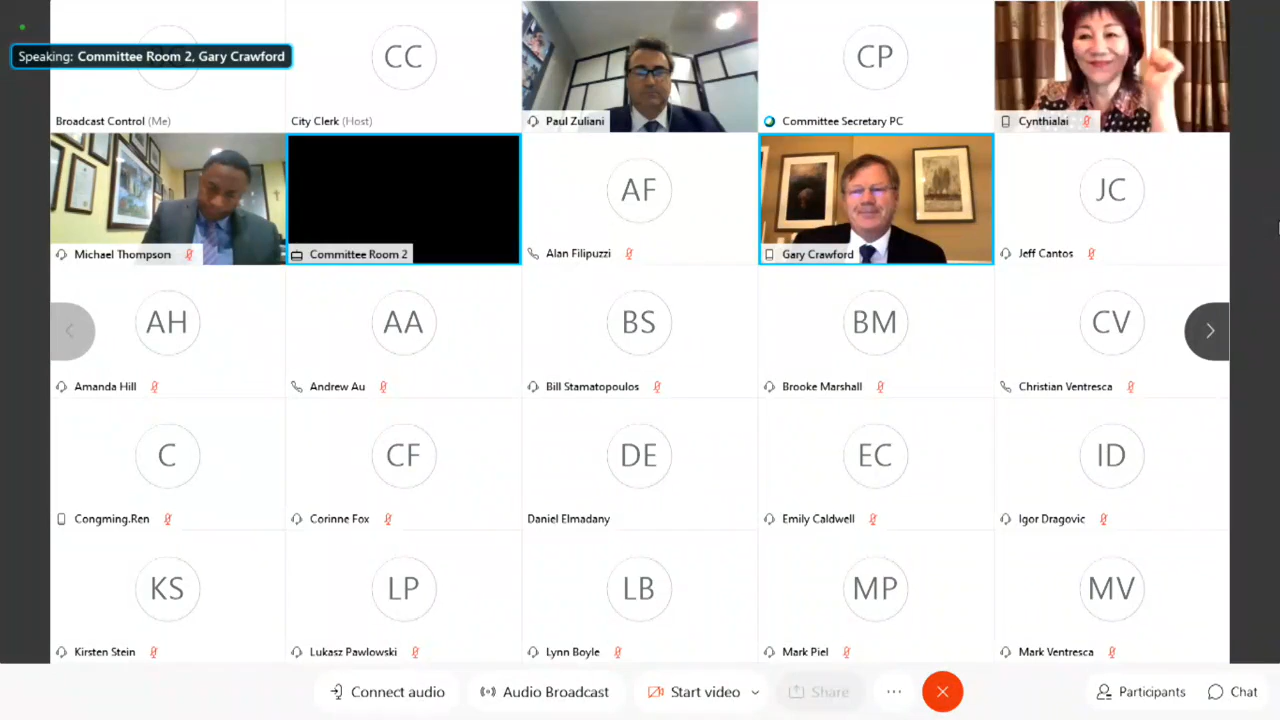 Speaking: Committee Room 2, Gary Crawford
CC
CP
Broadcast Control (Me)
City Clerk (Host)
Paul Zuliani
Committee Secretary PC
Cynthialai
AF
JC
Michael Thompson
Committee Room 2
Alan Filipuzzi
Gary Crawford
Jeff Cantos
AH
AA
BS
BM
CV
Amanda Hill
Andrew Au
Bill Stamatopoulos
Brooke Marshall
Christian Ventresca
C
CF
DE
EC
ID
Congming.Ren
Corinne Fox
Daniel Elmadany
Emily Caldwell
Igor Dragovic
KS
LP
LB
MP
MV
Kirsten Stein
Lukasz Pawlowski
Lynn Boyle
Mark Piel
Mark Ventresca
Connect audio
Audio Broadcast
Start video
Share
Participants
Chat